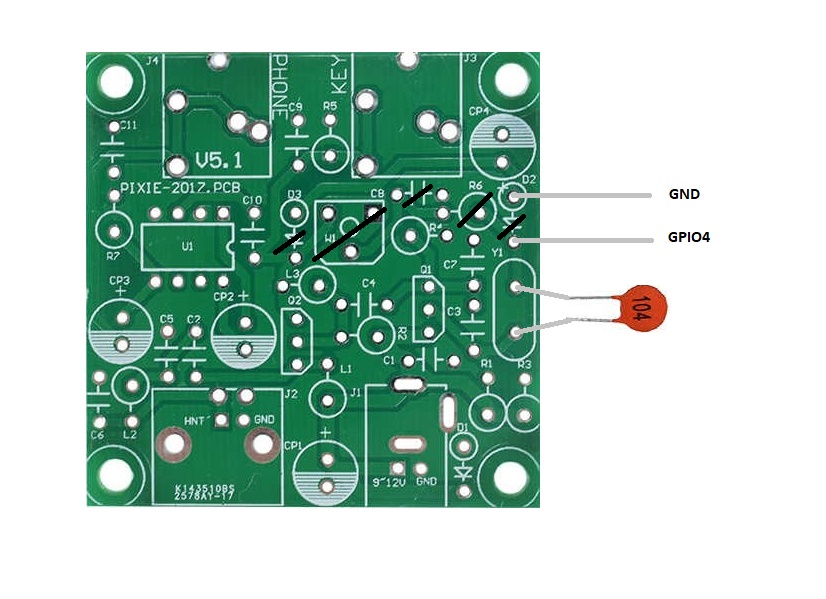 J4
PHONE
KEY
J3
C11
C9
R5
CP4
V5.1
PIXIE-2017.PCB
D2
GND
C10
D3
C8
R6
W1
R4
GPIO4
U1
R7
C7
Y1
L3
Q1
CP3
CP2
Q2
C4
C3
C5
C2
R2
C1
104
L1
R1
R3
J2
J1
HNT
GND
C6
L2
CP1
D1
9~12V
GND
K143510BS
2576AY-17